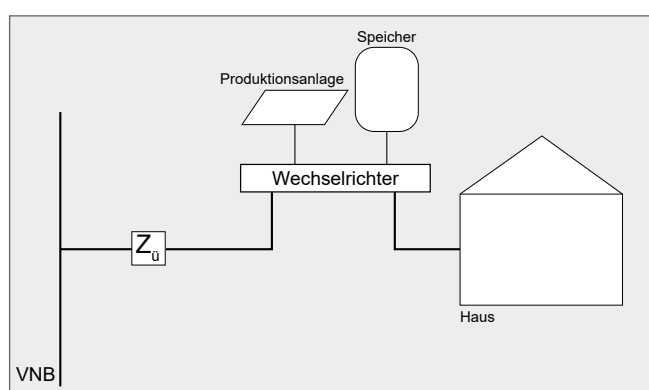 Speicher
Produktionsanlage
Wechselrichter
Zü
Haus
VNB